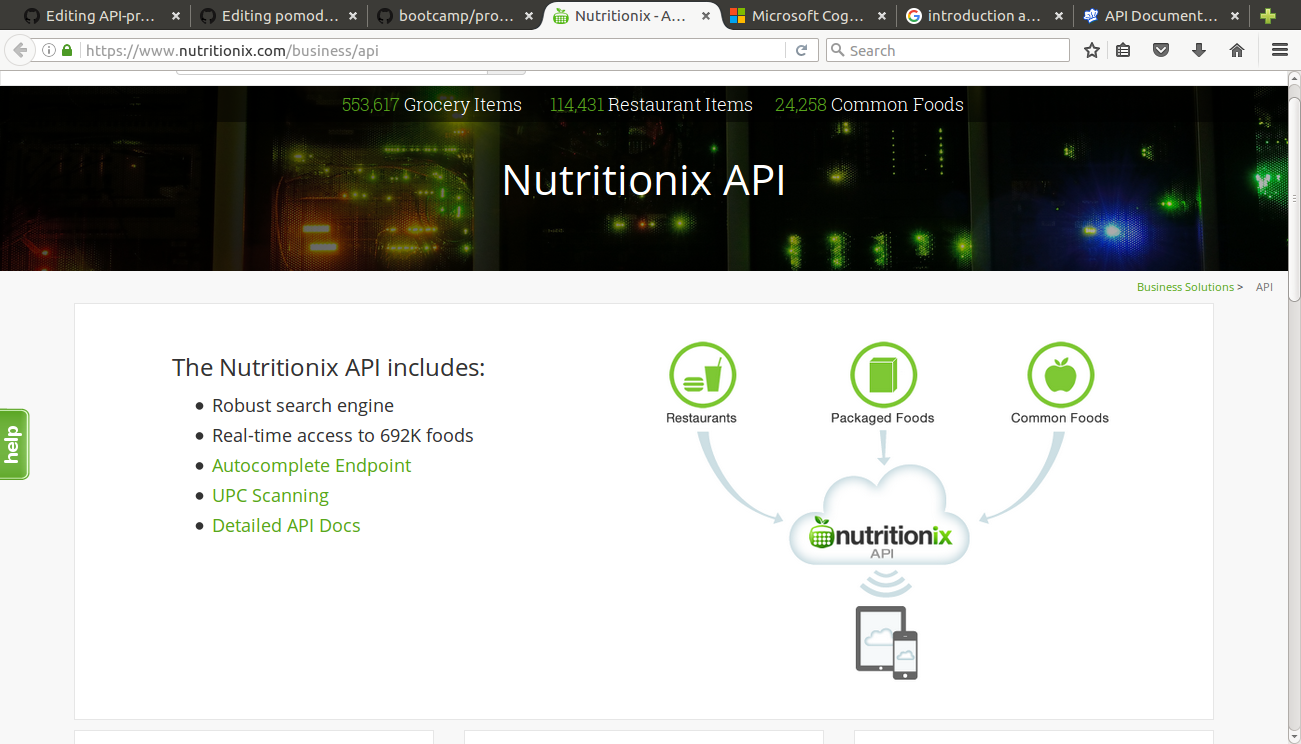 Editing API-pr...
Editing pomod...
bootcamp/pro...
Nutritionix - A...
Microsoft Cog...
introduction a...
API Document...
https://www.nutritionix.com/business/api
Search
553,617 Grocery Items 114,431 Restaurant Items 24,258 Common Foods
Nutritionix API
Business Solutions > API
The Nutritionix API includes:
• Robust search engine
• Real-time access to 692K foods
• Autocomplete Endpoint
• UPC Scanning
• Detailed API Docs
help
Restaurants
Packaged Foods
Common Foods
nutritionix
API